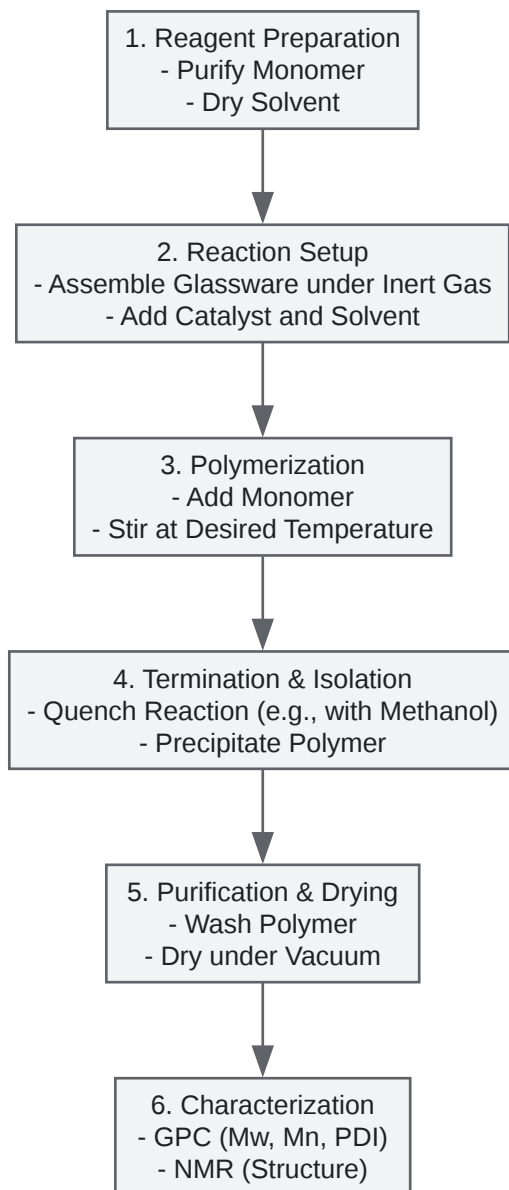 1. Reagent Preparation
- Purify Monomer
- Dry Solvent
2. Reaction Setup
- Assemble Glassware under Inert Gas
- Add Catalyst and Solvent
3. Polymerization
- Add Monomer
- Stir at Desired Temperature
4. Termination & Isolation
- Quench Reaction (e.g., with Methanol)
- Precipitate Polymer
5. Purification & Drying
- Wash Polymer
- Dry under Vacuum
6. Characterization
- GPC (Mw, Mn, PDI)
- NMR (Structure)